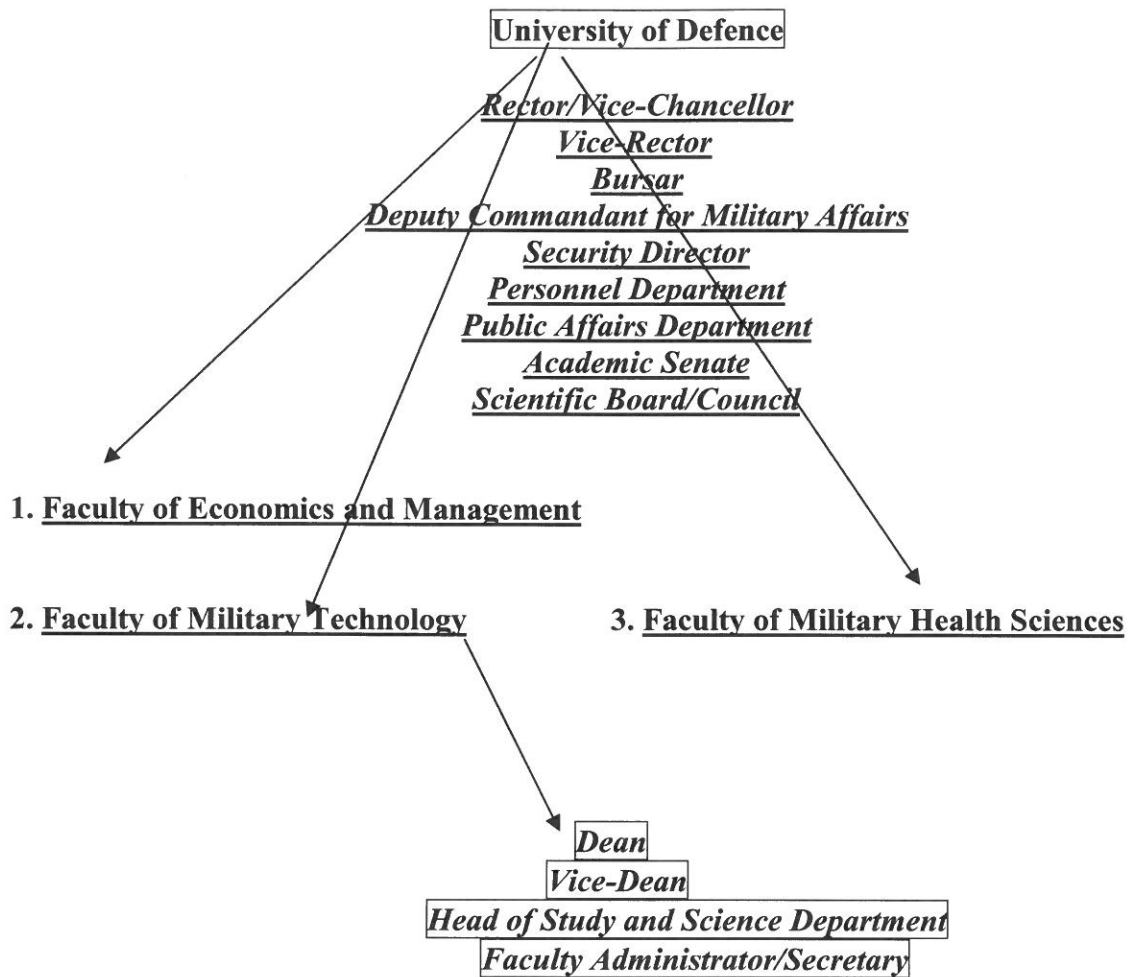 University of Defence
Rector/Vice-Chancellor
Vice-Rector
Bursar
Deputy Commandant for Military Affairs
Security Director
Personnel Department
Public Affairs Department
Academic Senate
Scientific Board/Council
1. Faculty of Economics and Management
2. Faculty of Military Technology
3. Faculty of Military Health Sciences
Dean
Vice-Dean
Head of Study and Science Department
Faculty Administrator/Secretary